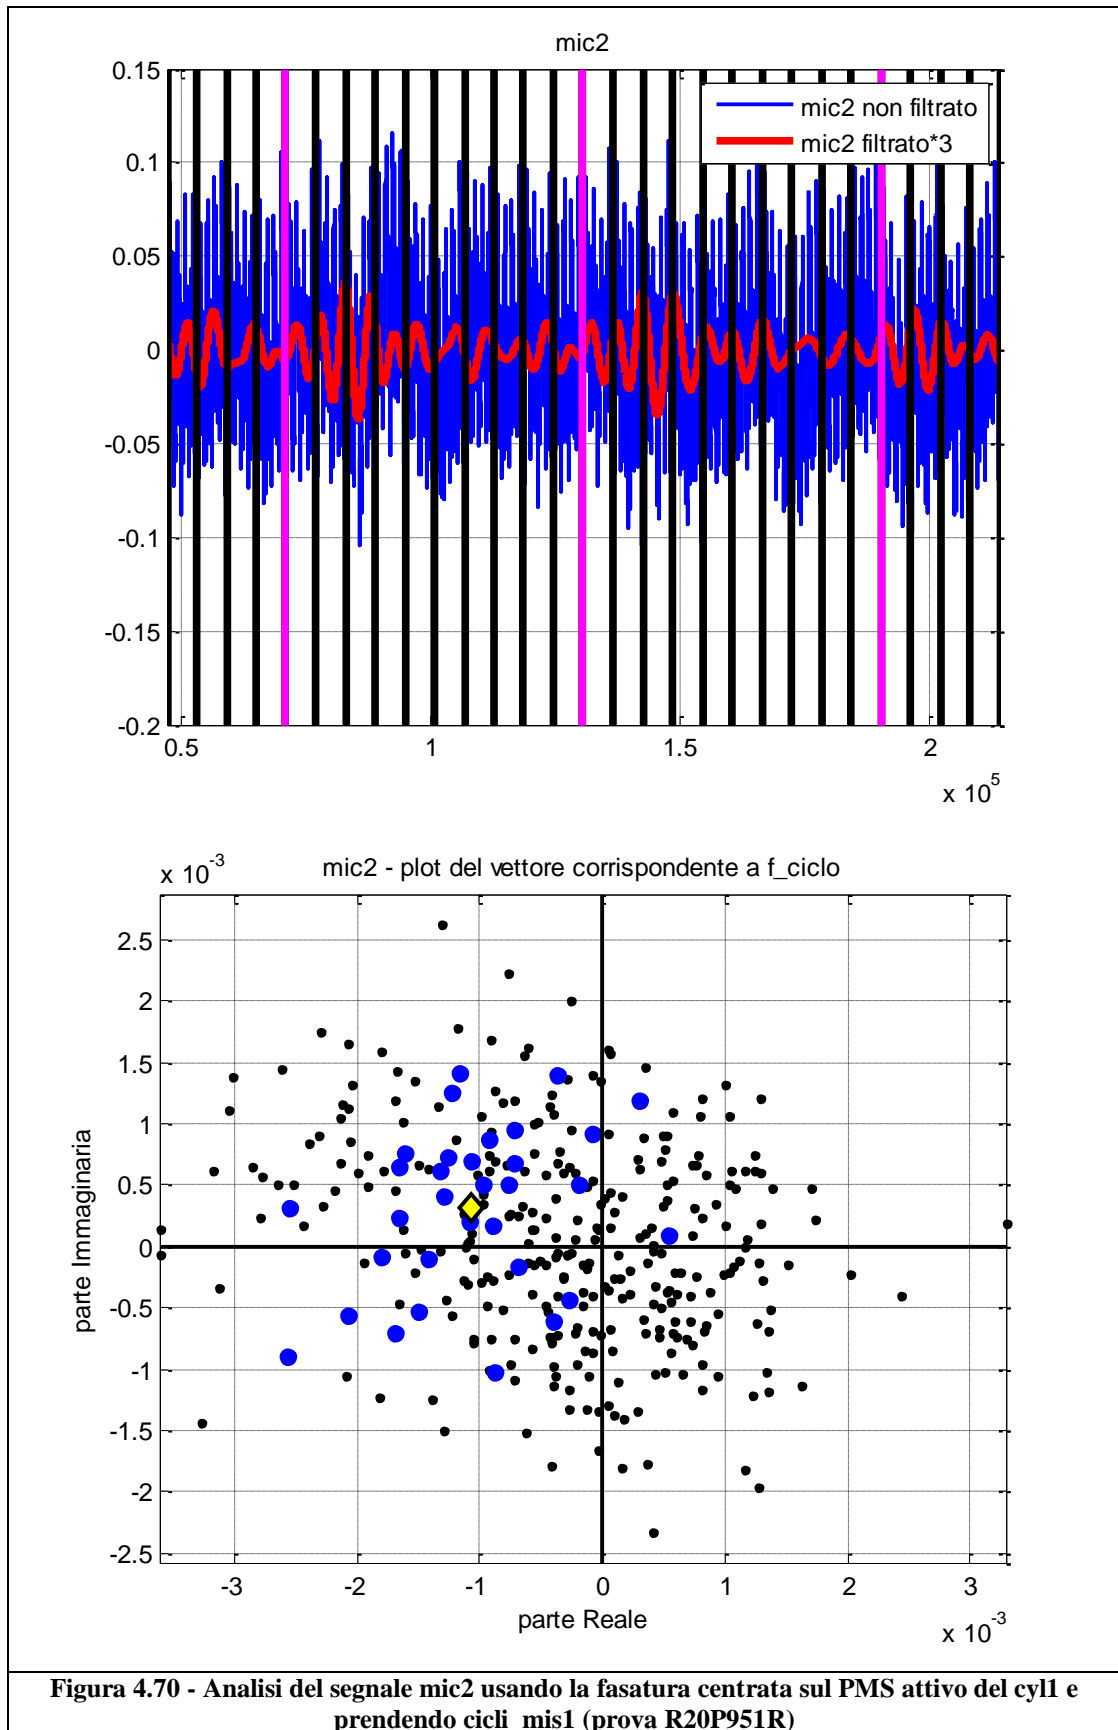 mic2
0.15
0.1
0.05
0
-0.05
-0.1
-0.15
-0.2
mic2 non filtrato
mic2 filtrato*3
0.5 1 1.5 2
x 10^5
x 10^-3
mic2 - plot del vettore corrispondente a f_ciclo
2.5
2
1.5
1
0.5
0
-0.5
-1
-1.5
-2
-2.5
parte Immaginaria
-3 -2 -1 0 1 2 3
parte Reale
x 10^-3
Figura 4.70 - Analisi del segnale mic2 usando la fasatura centrata sul PMS attivo del cyl1 e
prendendo cicli_mis1 (prova R20P951R)